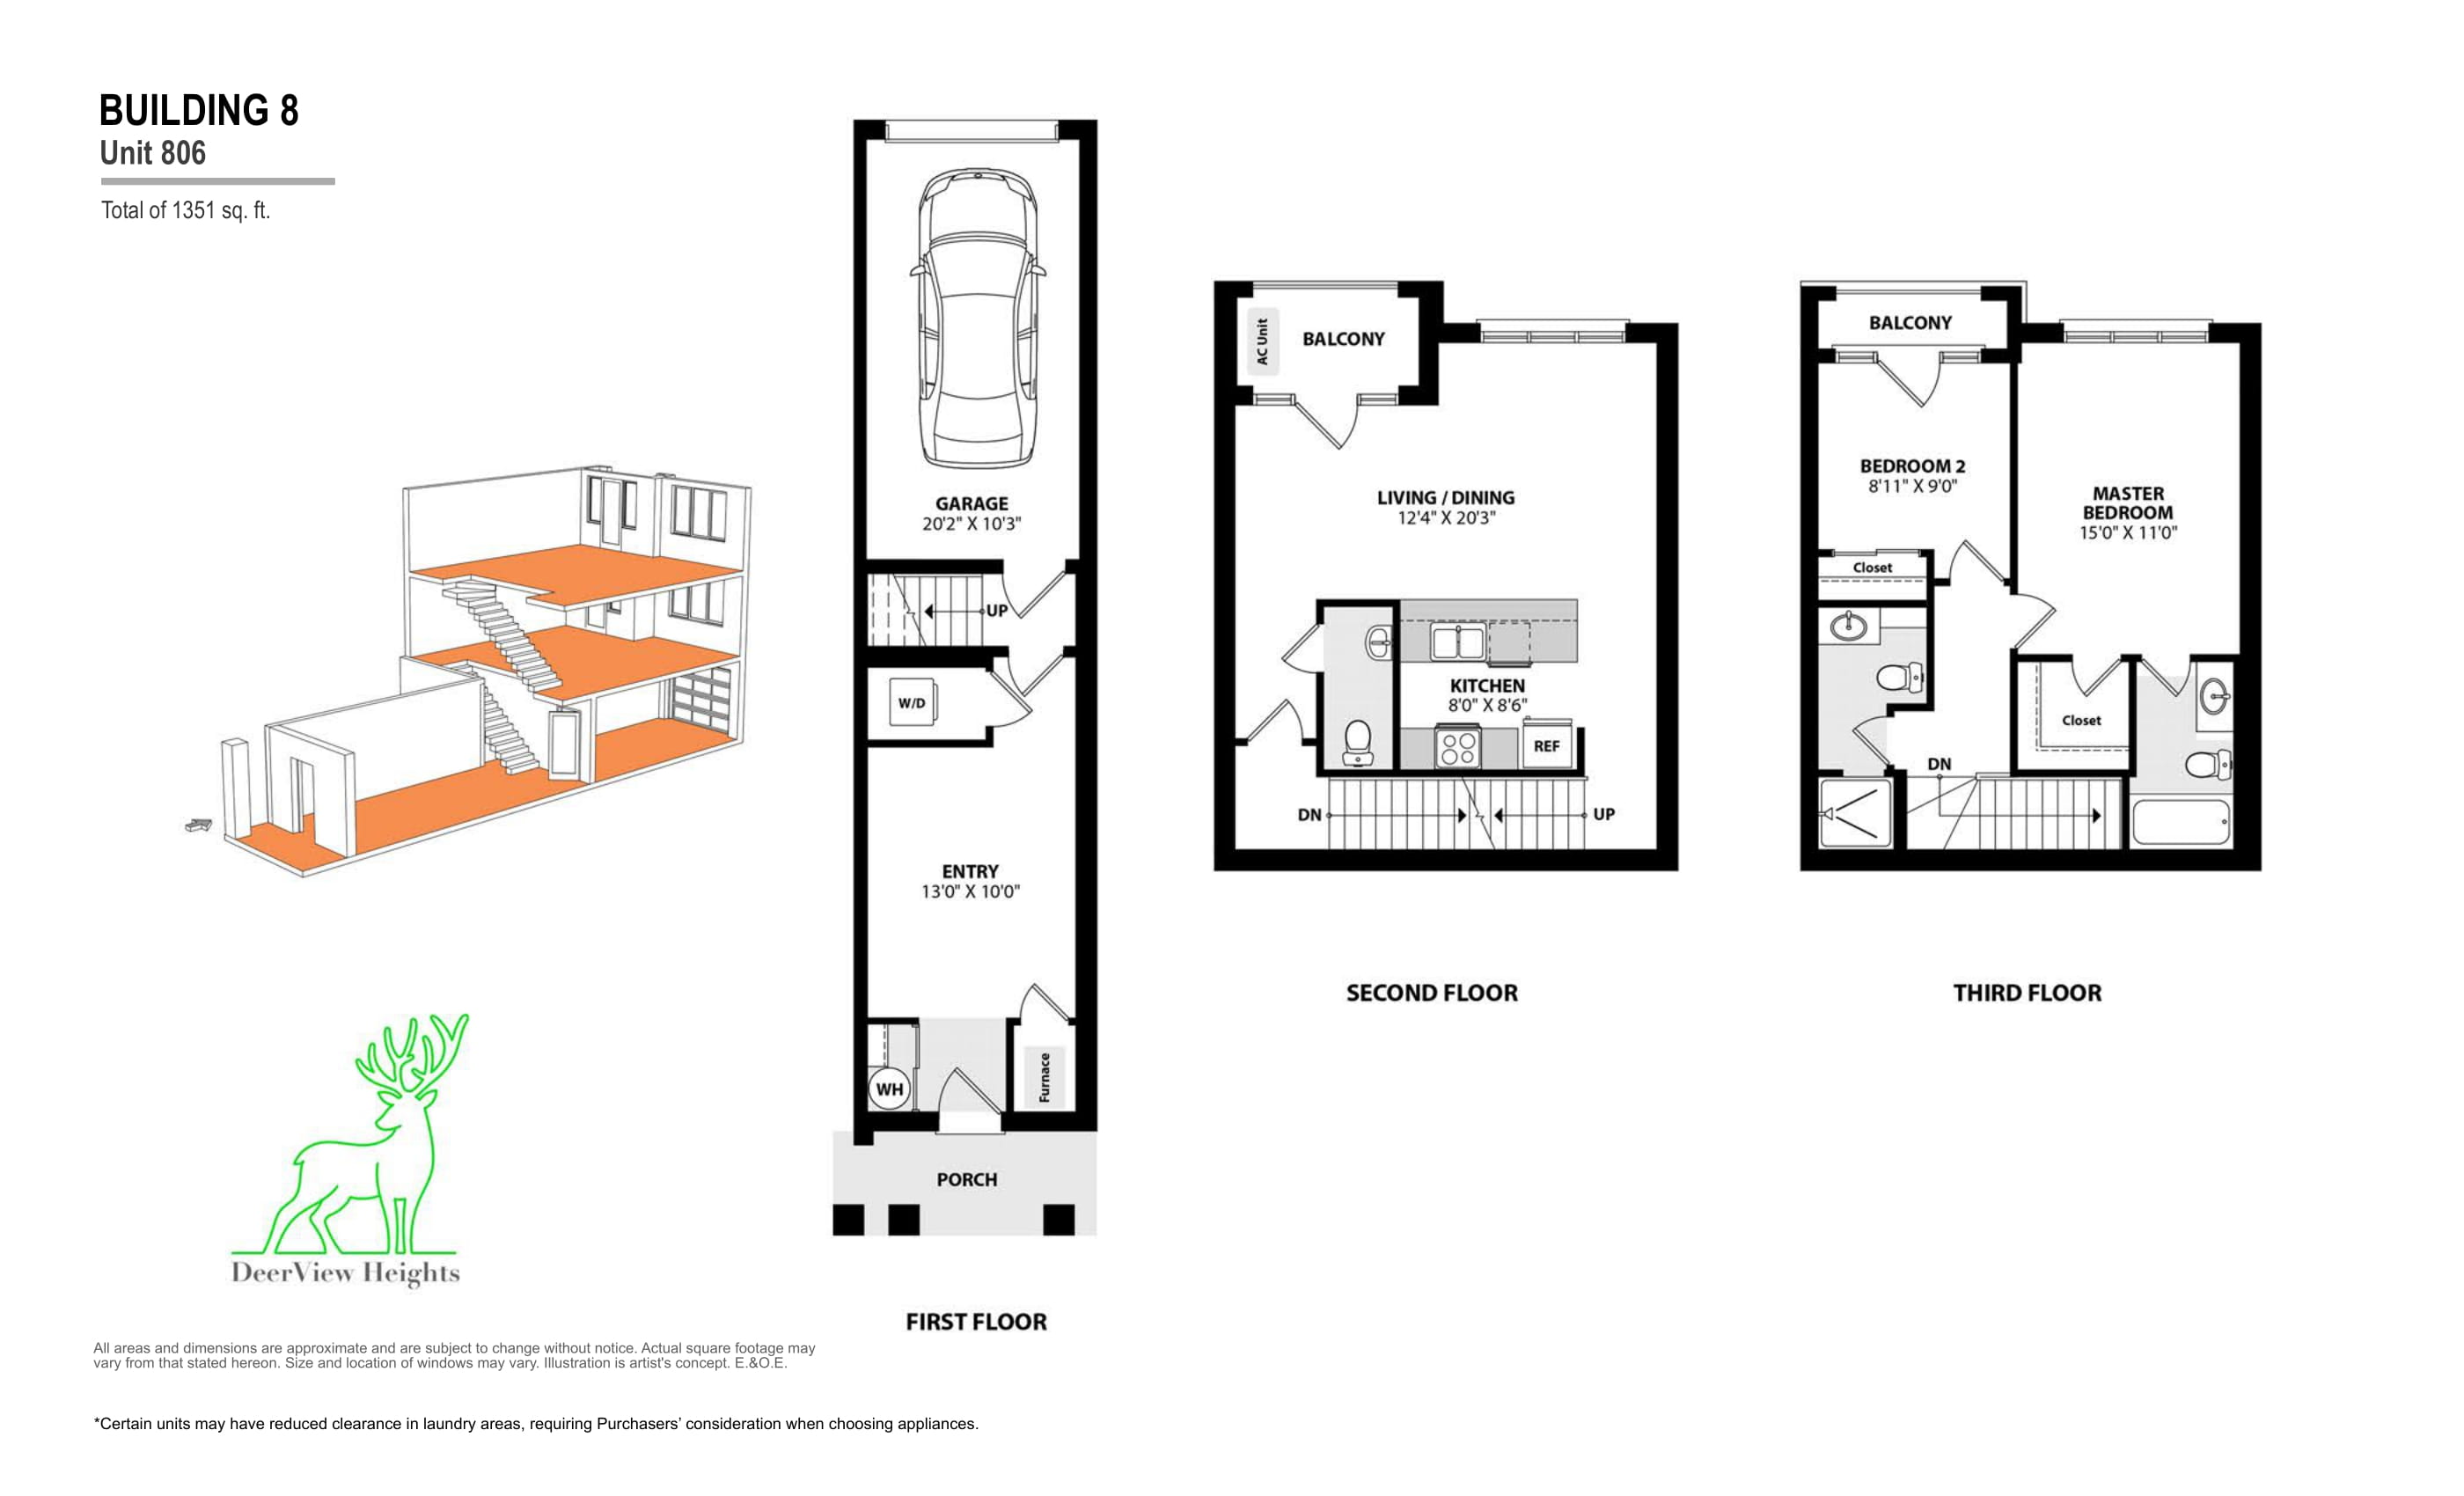 BUILDING 8
Unit 806
Total of 1351 sq. ft.
GARAGE
20'2" X 10'3"
UP
W/D
ENTRY
13'0" X 10'0"
WH
Furnace
PORCH
FIRST FLOOR
AC Unit
BALCONY
LIVING / DINING
12'4" X 20'3"
KITCHEN
8'0" X 8'6"
REF
DN
UP
SECOND FLOOR
BALCONY
BEDROOM 2
8'11" X 9'0"
MASTER
BEDROOM
15'0" X 11'0"
Closet
Closet
DN
THIRD FLOOR
DeerView Heights
All areas and dimensions are approximate and are subject to change without notice. Actual square footage may
vary from that stated hereon. Size and location of windows may vary. Illustration is artist's concept. E.&O.E.
*Certain units may have reduced clearance in laundry areas, requiring Purchasers’ consideration when choosing appliances.